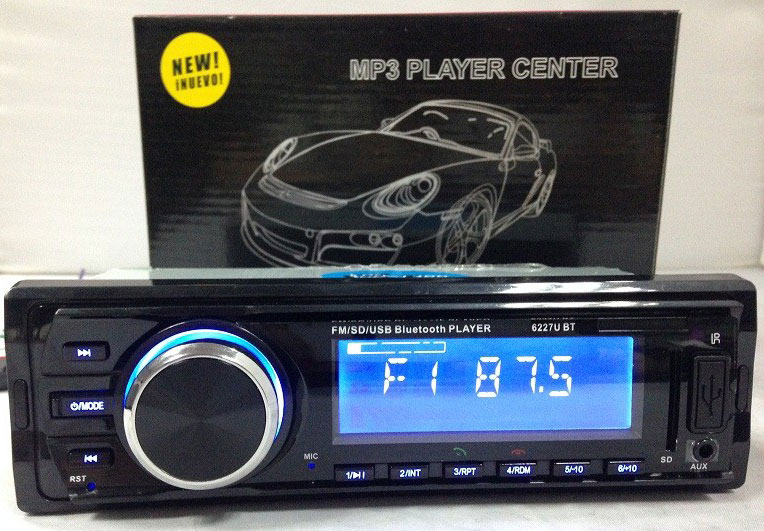 NEW!
¡NUEVO!
MP3 PLAYER CENTER
FM/SD/USB Bluetooth PLAYER
6227U BT
F1 87.5
⏻/MODE
RST
MIC
1/▶||
2/INT
3/RPT
4/RDM
5/-10
6/+10
SD
AUX